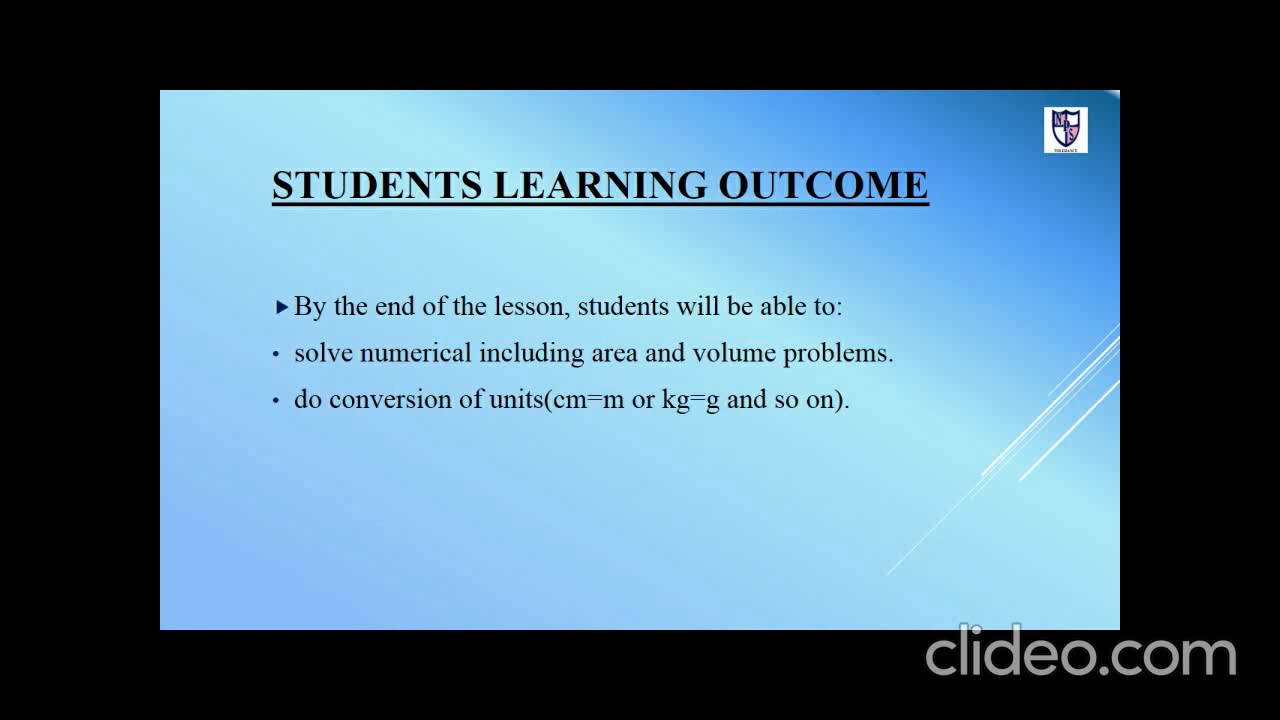 NPIS
STUDENTS LEARNING OUTCOME
By the end of the lesson, students will be able to:
• solve numerical including area and volume problems.
• do conversion of units(cm=m or kg=g and so on).
clideo.com